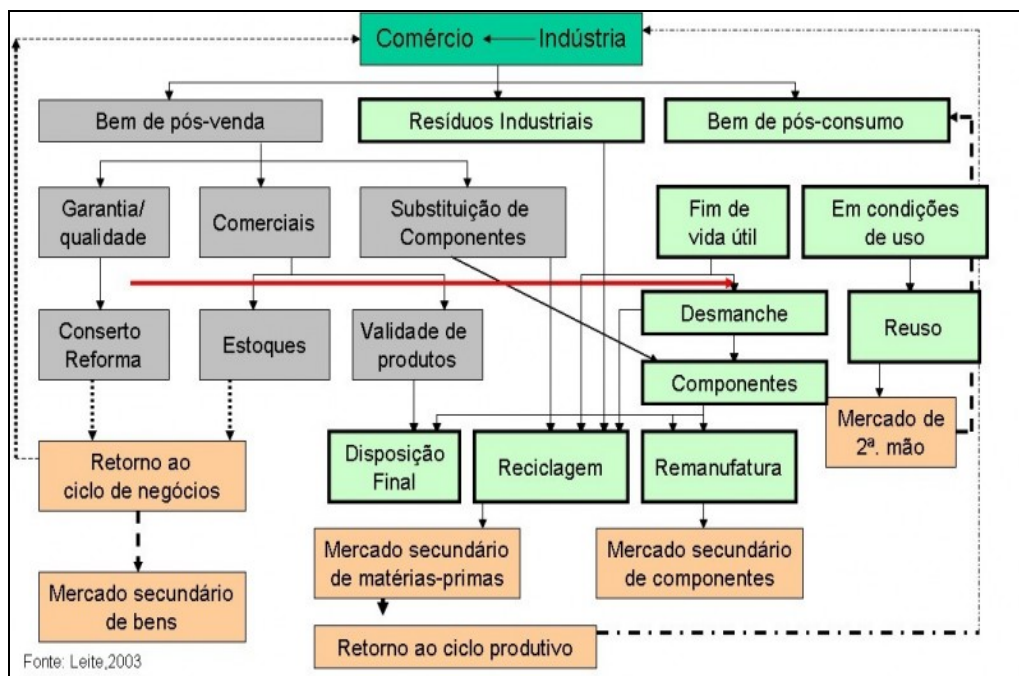 Comércio Indústria
Bem de pós-venda
Resíduos Industriais
Bem de pós-consumo
Garantia/
qualidade
Comerciais
Substituição de
Componentes
Fim de
vida útil
Em condições
de uso
Conserto
Reforma
Estoques
Validade de
produtos
Desmanche
Reuso
Componentes
Mercado de
2ª. mão
Retorno ao
ciclo de negócios
Disposição
Final
Reciclagem
Remanufatura
Mercado secundário
de matérias-primas
Mercado secundário
de componentes
Mercado secundário
de bens
Retorno ao ciclo produtivo
Fonte: Leite,2003